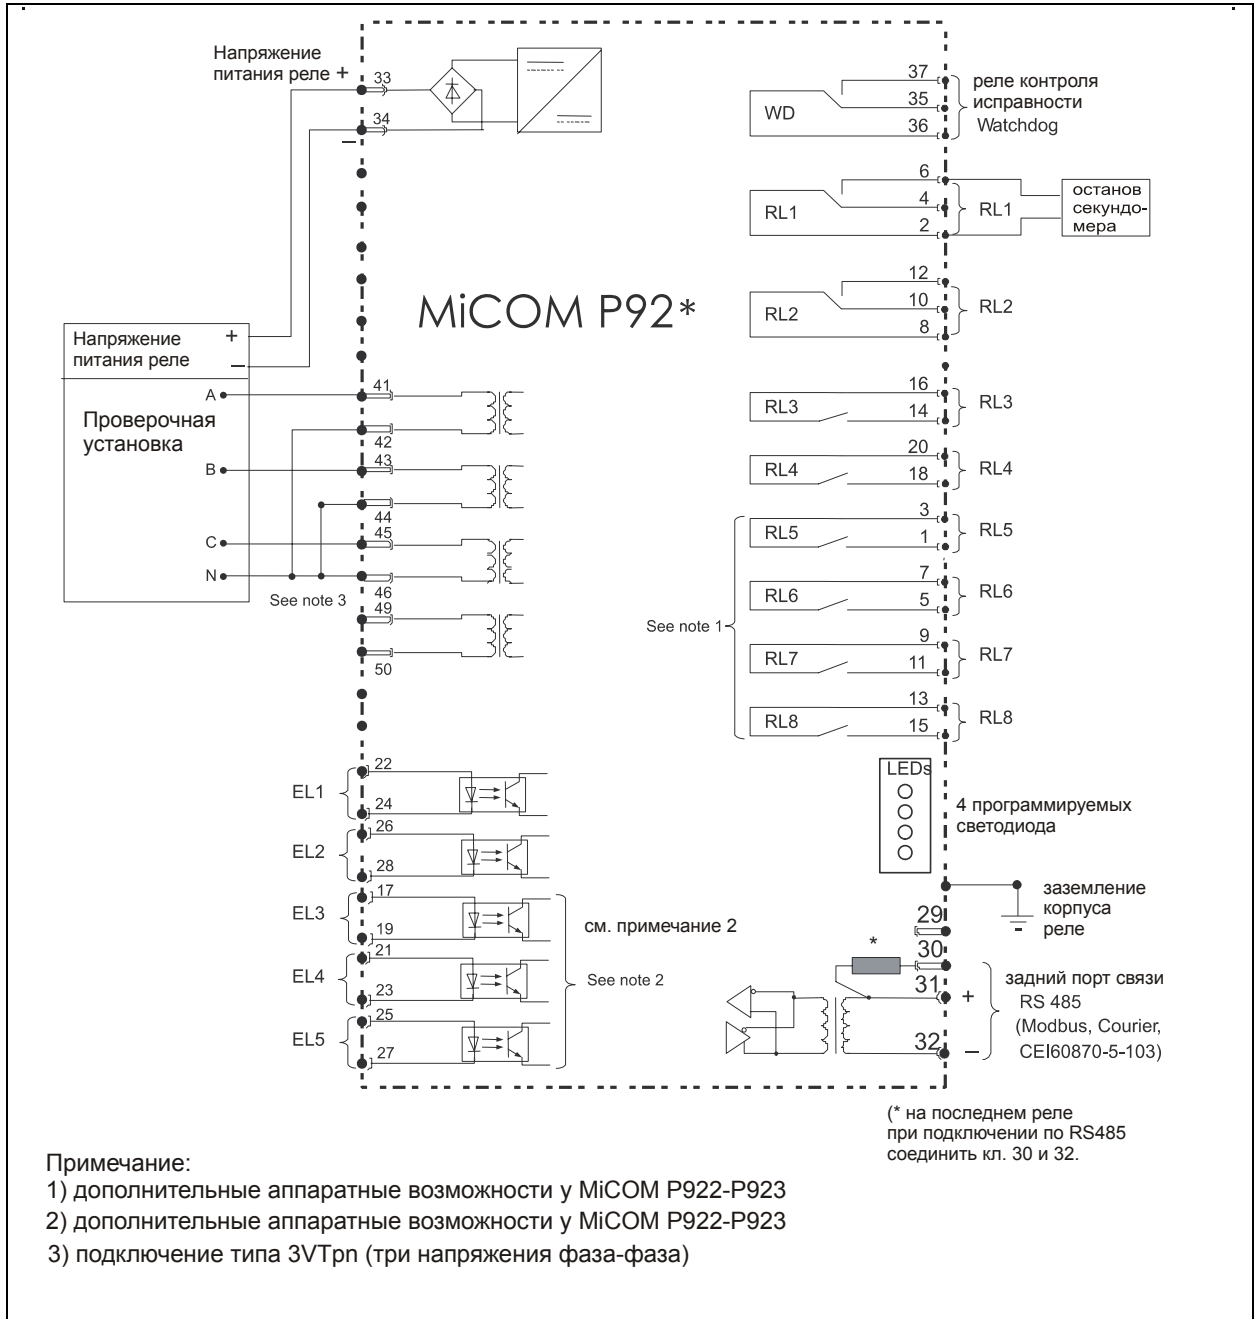 Напряжение
питания реле +
33
34
−
MiCOM P92*
Напряжение
питания реле
+
−
Проверочная
установка
A
B
C
N
See note 3
41
42
43
44
45
46
49
50
EL1
22
24
EL2
26
28
EL3
17
19
EL4
21
23
EL5
25
27
см. примечание 2
See note 2
WD
37
35
36
реле контроля
исправности
Watchdog
RL1
6
4
2
RL1
останов
секундо-
мера
RL2
12
10
8
RL2
RL3
16
14
RL3
RL4
20
18
RL4
See note 1
RL5
3
1
RL5
RL6
7
5
RL6
RL7
9
11
RL7
RL8
13
15
RL8
LEDs
4 программируемых
светодиода
заземление
корпуса
реле
29
30
*
31
+
32
−
задний порт связи
RS 485
(Modbus, Courier,
CEI60870-5-103)
(* на последнем реле
при подключении по RS485
соединить кл. 30 и 32.
Примечание:
1) дополнительные аппаратные возможности у MiCOM P922-P923
2) дополнительные аппаратные возможности у MiCOM P922-P923
3) подключение типа 3VTpn (три напряжения фаза-фаза)